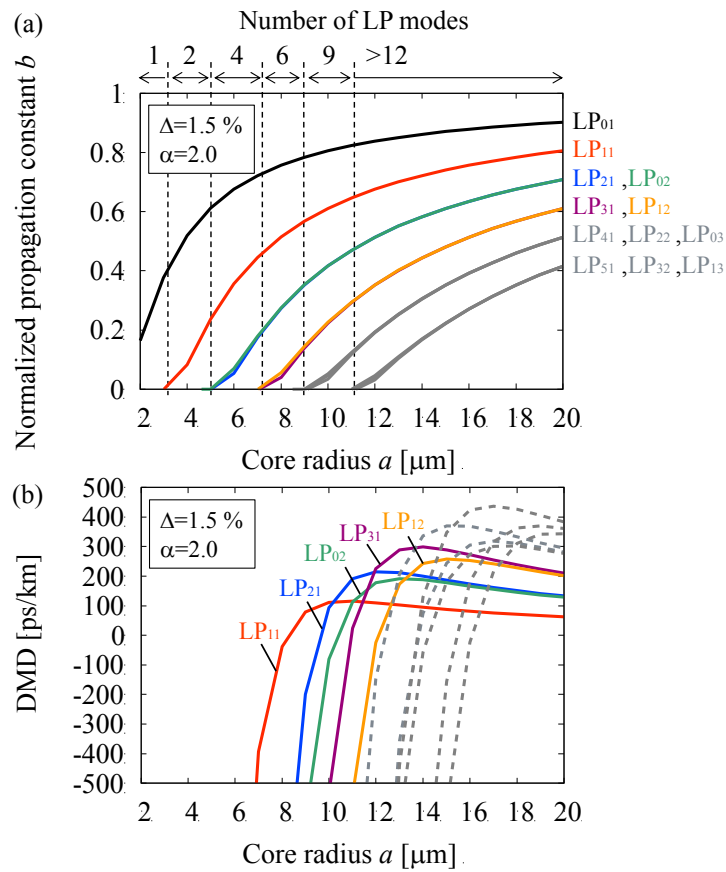 (a)
Number of LP modes
1 2 4 6 9 >12
Normalized propagation constant b
1
0.8
0.6
0.4
0.2
0
Δ=1.5 %
α=2.0
LP01
LP11
LP21 ,LP02
LP31 ,LP12
LP41 ,LP22 ,LP03
LP51 ,LP32 ,LP13
2 4 6 8 10 12 14 16 18 20
Core radius a [μm]
(b)
DMD [ps/km]
500
400
300
200
100
0
-100
-200
-300
-400
-500
Δ=1.5 %
α=2.0
LP11
LP21
LP02
LP31
LP12
2 4 6 8 10 12 14 16 18 20
Core radius a [μm]